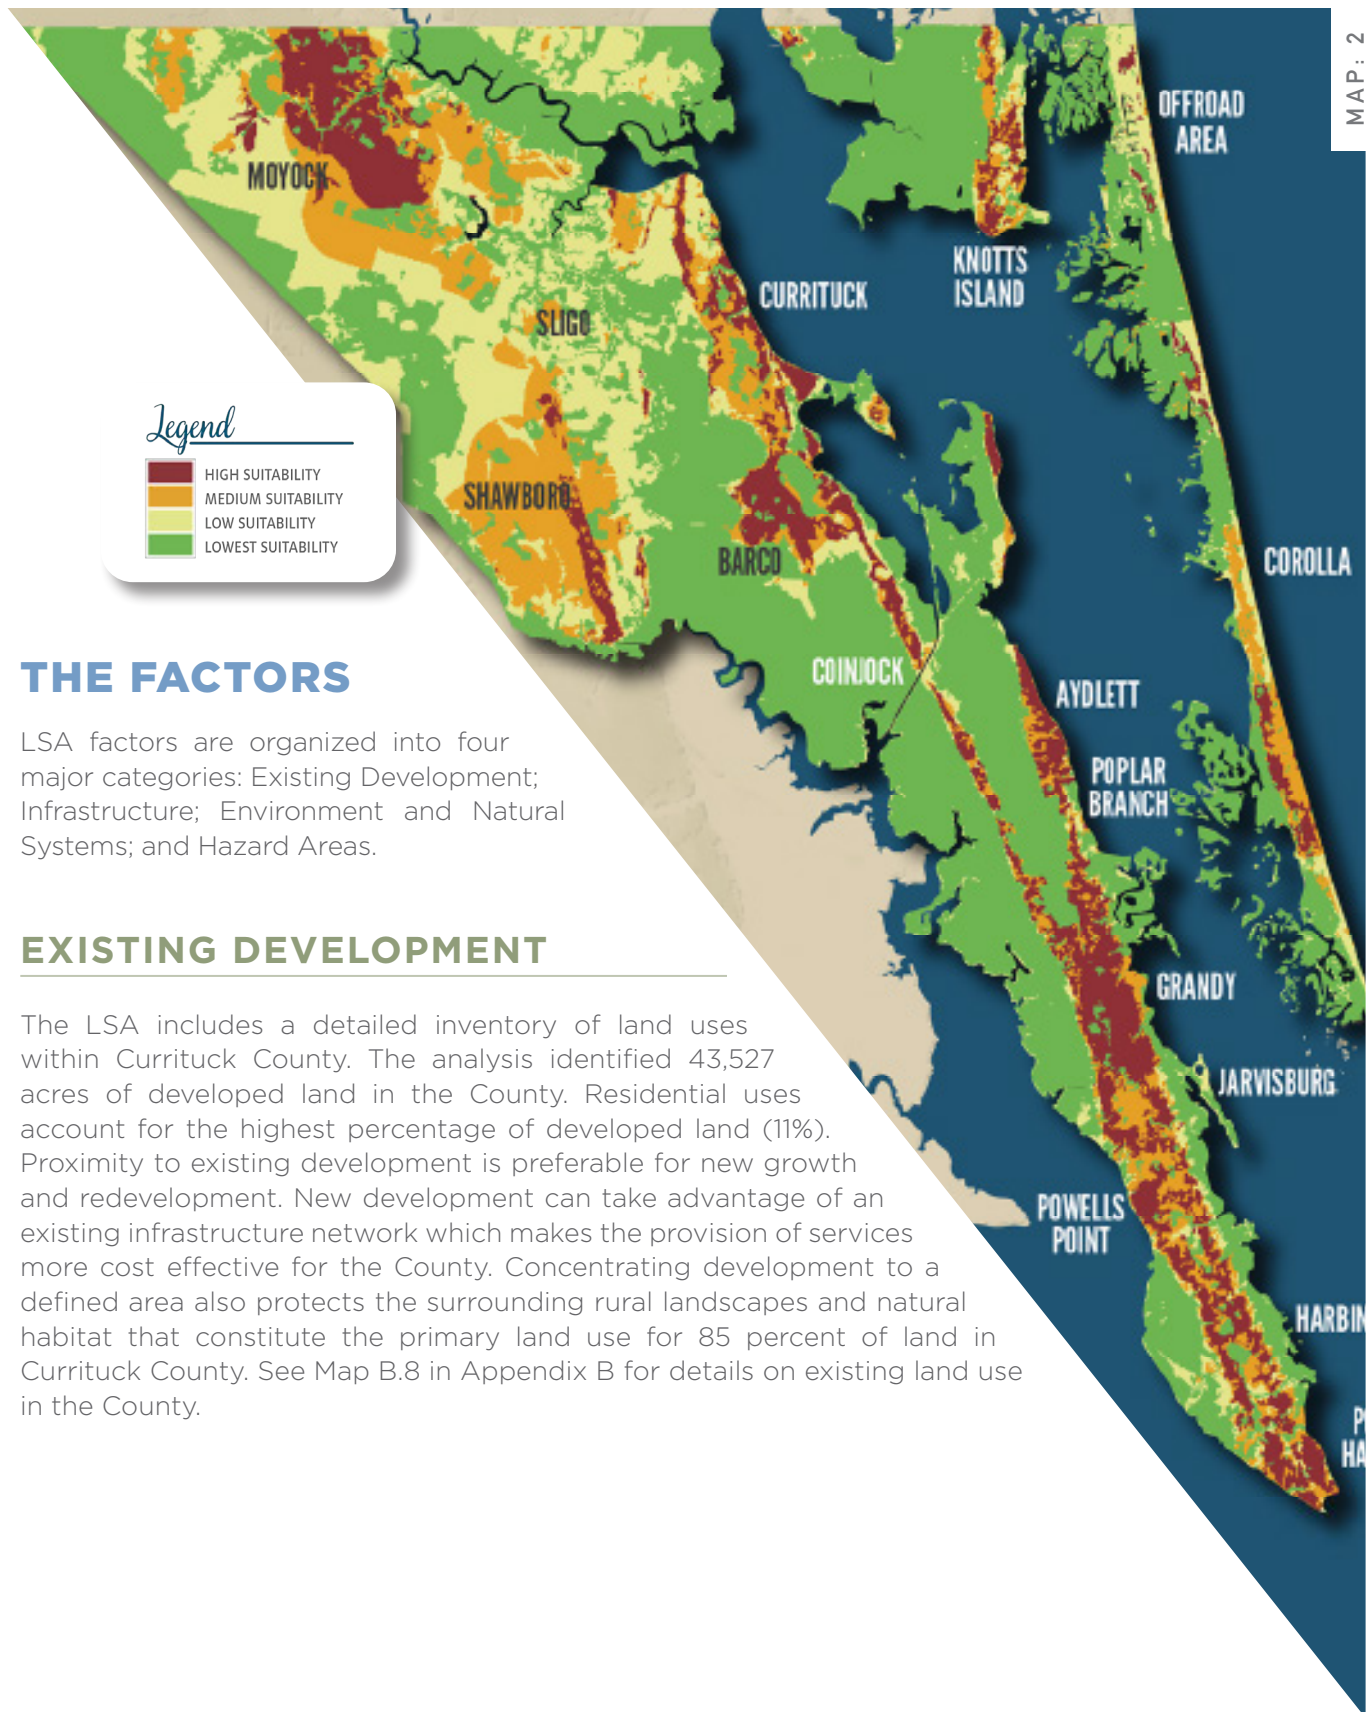 MAP: 2
OFFROAD
AREA
MOYOCK
KNOTTS
ISLAND
CURRITUCK
SLIGO
Legend
HIGH SUITABILITY
MEDIUM SUITABILITY
LOW SUITABILITY
LOWEST SUITABILITY
SHAWBORO
BARCO
COROLLA
COINJOCK
AYDLETT
POPLAR
BRANCH
GRANDY
JARVISBURG
POWELLS
POINT
HARBIN
P
HA
THE FACTORS
LSA factors are organized into four
major categories: Existing Development;
Infrastructure; Environment and Natural
Systems; and Hazard Areas.
EXISTING DEVELOPMENT
The LSA includes a detailed inventory of land uses
within Currituck County. The analysis identified 43,527
acres of developed land in the County. Residential uses
account for the highest percentage of developed land (11%).
Proximity to existing development is preferable for new growth
and redevelopment. New development can take advantage of an
existing infrastructure network which makes the provision of services
more cost effective for the County. Concentrating development to a
defined area also protects the surrounding rural landscapes and natural
habitat that constitute the primary land use for 85 percent of land in
Currituck County. See Map B.8 in Appendix B for details on existing land use
in the County.